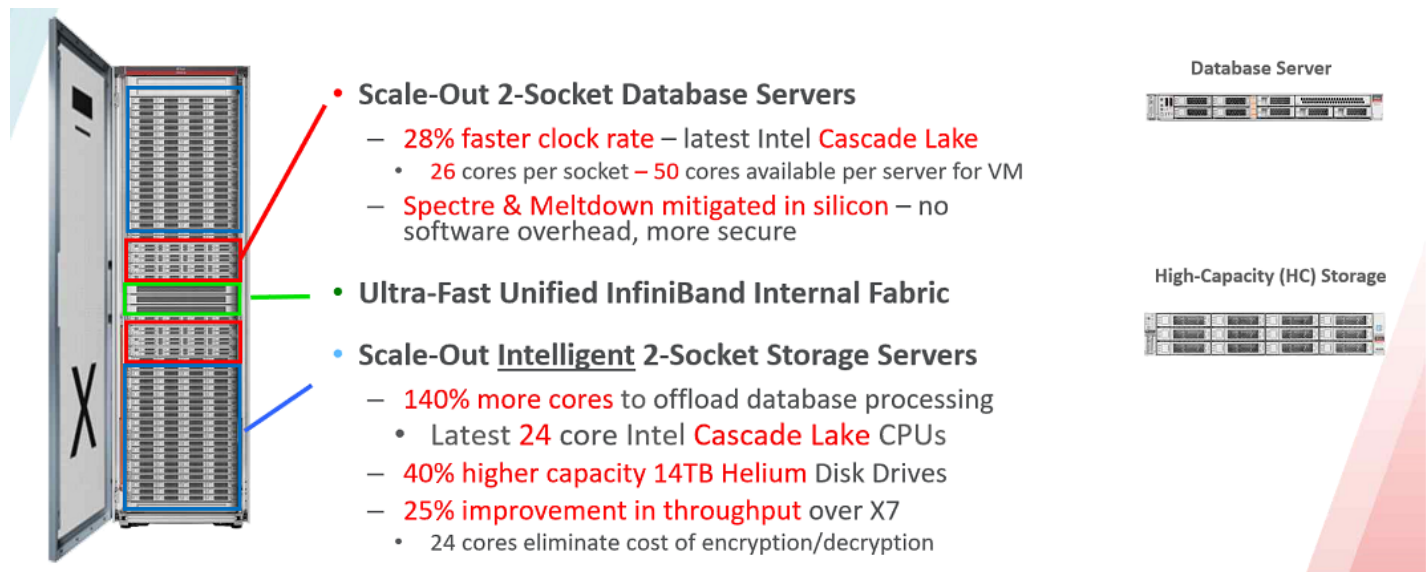 • Scale-Out 2-Socket Database Servers
– 28% faster clock rate – latest Intel Cascade Lake
• 26 cores per socket – 50 cores available per server for VM
– Spectre & Meltdown mitigated in silicon – no
software overhead, more secure
• Ultra-Fast Unified InfiniBand Internal Fabric
• Scale-Out Intelligent 2-Socket Storage Servers
– 140% more cores to offload database processing
• Latest 24 core Intel Cascade Lake CPUs
– 40% higher capacity 14TB Helium Disk Drives
– 25% improvement in throughput over X7
• 24 cores eliminate cost of encryption/decryption
Database Server
High-Capacity (HC) Storage
X